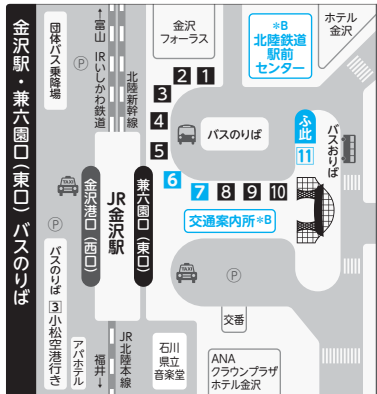 金沢駅・兼六園口（東口） バスのりば
団体バス乗降場
P
↑富山
IRいしかわ鉄道
北陸新幹線
金沢
フォーラス
*B
北陸鉄道
駅前
センター
ホテル
金沢
1
2
3
4
5
6
7
8
9
10
バスのりば
ふ此
11
バスおりば
TAXI
金沢港口（西口）
JR
金沢駅
兼六園口（東口）
交通案内所*B
P
バスのりば3小松空港行き
アパホテル
福井↓
JR北陸本線
TAXI
P
交番
石川
県立
音楽堂
ANA
クラウンプラザ
ホテル金沢